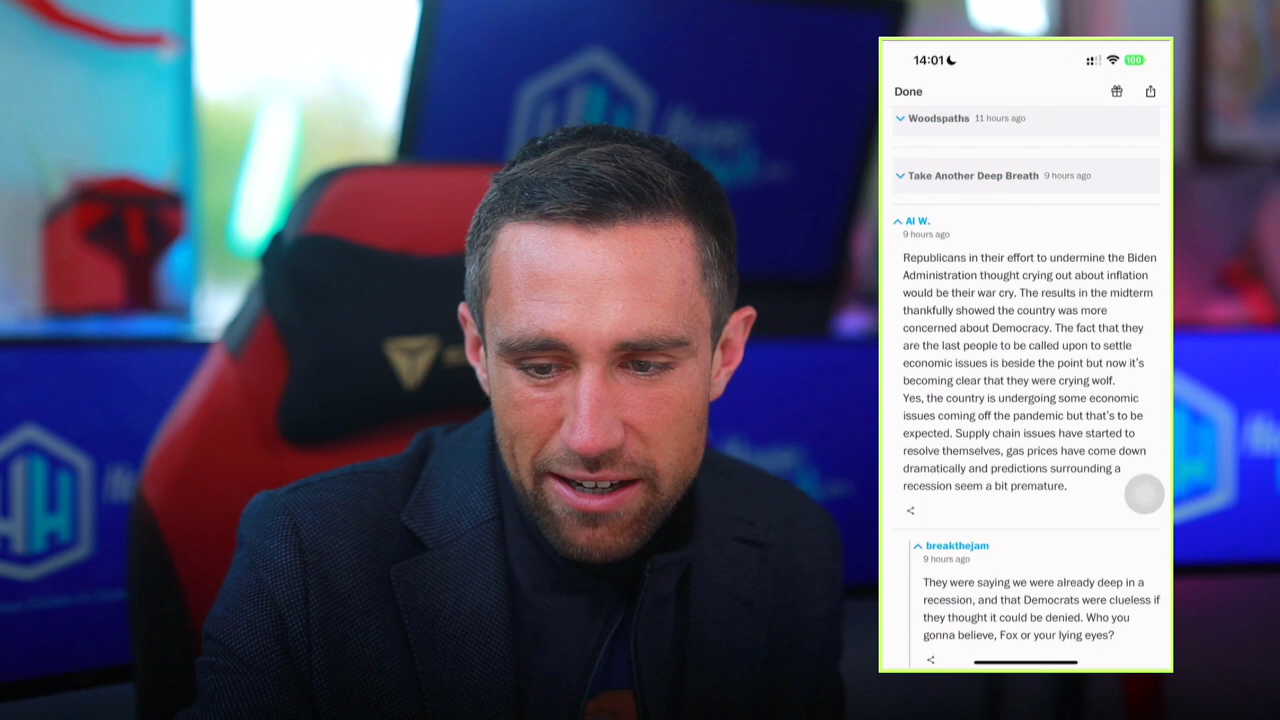 14:01
100
Done
Woodspaths 11 hours ago
Take Another Deep Breath 9 hours ago
Al W.
9 hours ago
Republicans in their effort to undermine the Biden
Administration thought crying out about inflation
would be their war cry. The results in the midterm
thankfully showed the country was more
concerned about Democracy. The fact that they
are the last people to be called upon to settle
economic issues is beside the point but now it's
becoming clear that they were crying wolf.
Yes, the country is undergoing some economic
issues coming off the pandemic but that's to be
expected. Supply chain issues have started to
resolve themselves, gas prices have come down
dramatically and predictions surrounding a
recession seem a bit premature.
breakthejam
9 hours ago
They were saying we were already deep in a
recession, and that Democrats were clueless if
they thought it could be denied. Who you
gonna believe, Fox or your lying eyes?